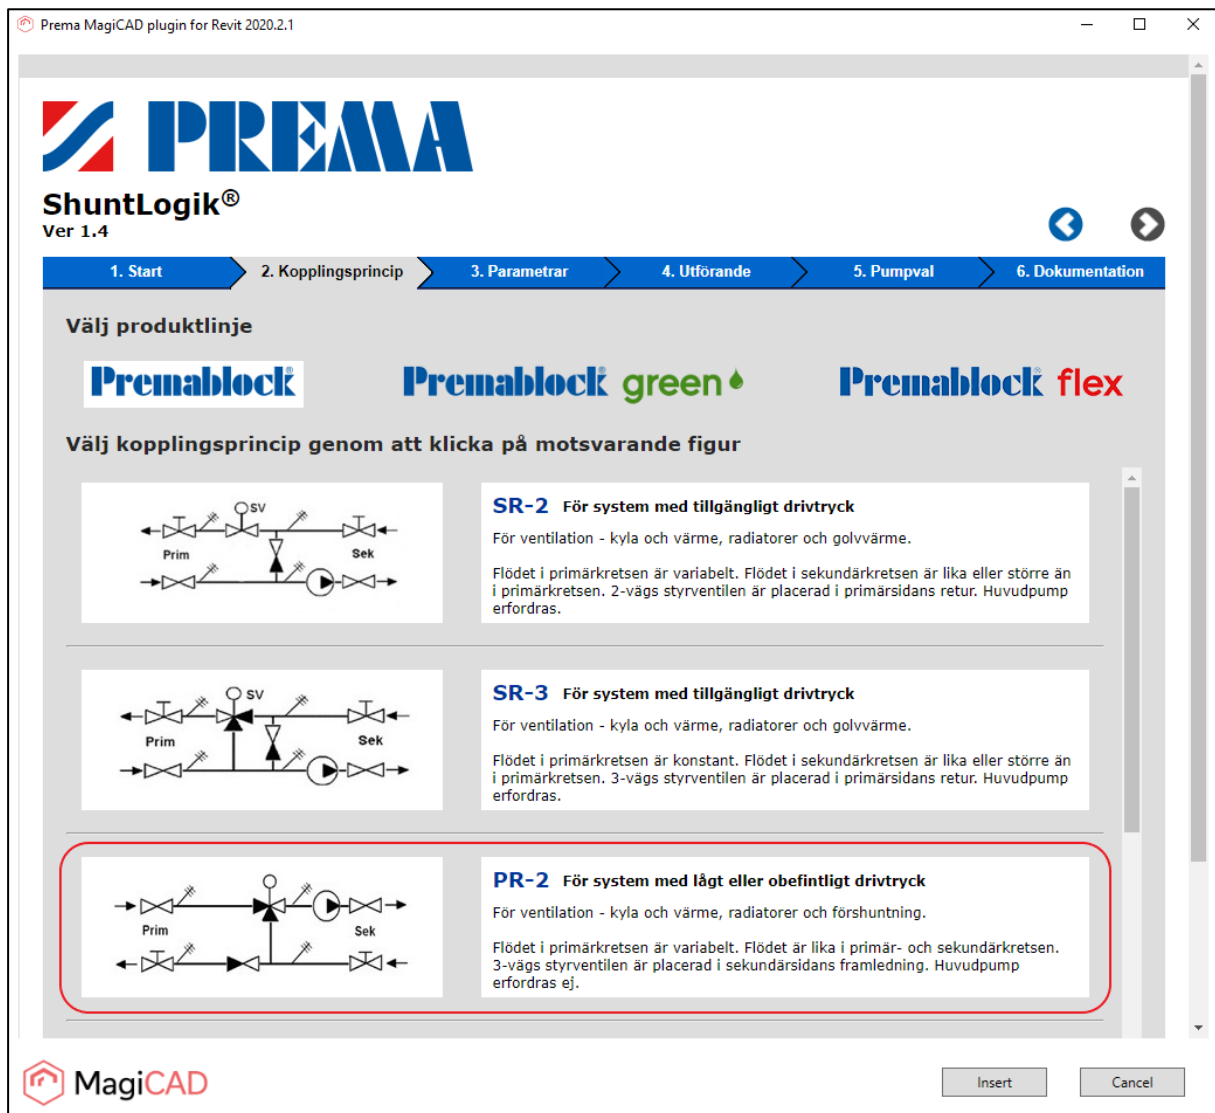 Prema MagiCAD plugin for Revit 2020.2.1
PREMA
ShuntLogik®
Ver 1.4
1. Start
2. Kopplingsprincip
3. Parametrar
4. Utförande
5. Pumpval
6. Dokumentation
Välj produktlinje
Premablock®
Premablock® green
Premablock® flex
Välj kopplingsprincip genom att klicka på motsvarande figur
SV
Prim
Sek
SR-2 För system med tillgängligt drivtryck
För ventilation - kyla och värme, radiatorer och golvvärme.
Flödet i primärkretsen är variabelt. Flödet i sekundärkretsen är lika eller större än
i primärkretsen. 2-vägs styrventilen är placerad i primärsidans retur. Huvudpump
erfordras.
SV
Prim
Sek
SR-3 För system med tillgängligt drivtryck
För ventilation - kyla och värme, radiatorer och golvvärme.
Flödet i primärkretsen är konstant. Flödet i sekundärkretsen är lika eller större än
i primärkretsen. 3-vägs styrventilen är placerad i primärsidans retur. Huvudpump
erfordras.
Prim
Sek
PR-2 För system med lågt eller obefintligt drivtryck
För ventilation - kyla och värme, radiatorer och förshuntning.
Flödet i primärkretsen är variabelt. Flödet är lika i primär- och sekundärkretsen.
3-vägs styrventilen är placerad i sekundärsidans framledning. Huvudpump
erfordras ej.
MagiCAD
Insert
Cancel